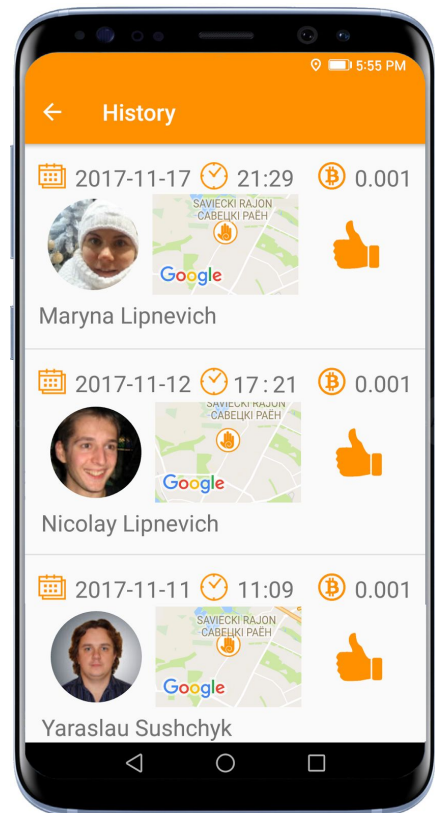 5:55 PM
History
2017-11-17 21:29 0.001
SAVIECKI RAJON
САВЕЦКІ РАЁН
Google
Maryna Lipnevich
2017-11-12 17:21 0.001
SAVIECKI RAJON
САВЕЦКІ РАЁН
Google
Nicolay Lipnevich
2017-11-11 11:09 0.001
SAVIECKI RAJON
САВЕЦКІ РАЁН
Google
Yaraslau Sushchyk